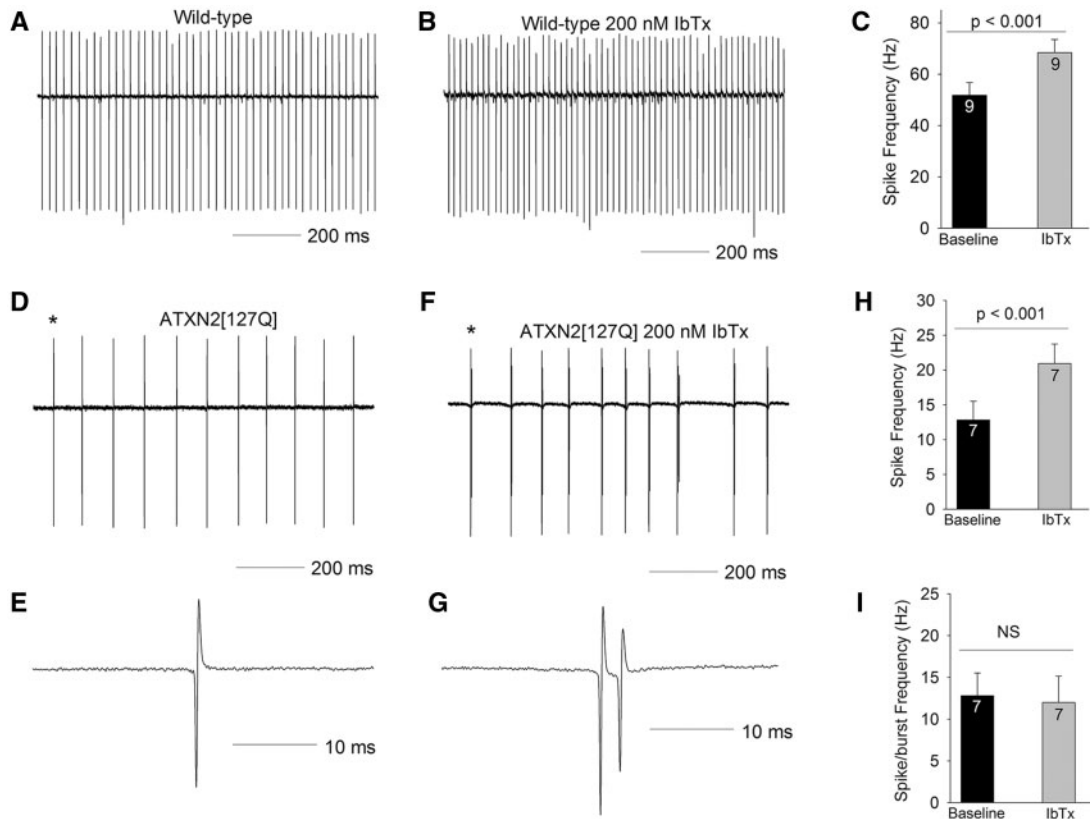 A
Wild-type
200 ms
B
Wild-type 200 nM IbTx
200 ms
C
p < 0.001
Spike Frequency (Hz)
80
60
40
20
0
9
9
Baseline
IbTx
D
*
ATXN2[127Q]
200 ms
F
*
ATXN2[127Q] 200 nM IbTx
200 ms
H
p < 0.001
Spike Frequency (Hz)
30
25
20
15
10
5
0
7
7
Baseline
IbTx
E
10 ms
G
10 ms
I
NS
Spike/burst Frequency (Hz)
25
20
15
10
5
0
7
7
Baseline
IbTx